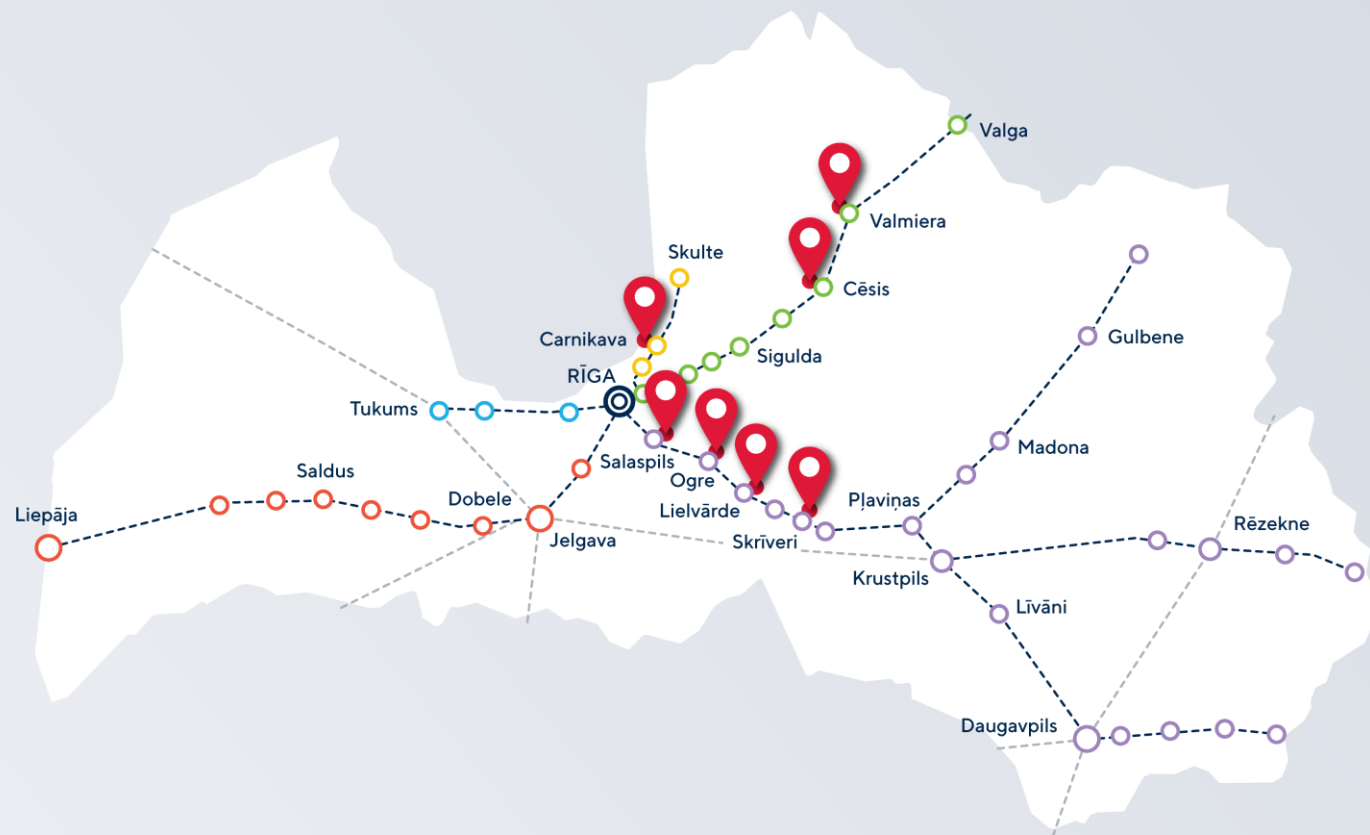 Valga
Valmiera
Skulte
Cēsis
Carnikava
Gulbene
Sigulda
RĪGA
Tukums
Madona
Salaspils
Saldus
Ogre
Dobele
Pļaviņas
Lielvārde
Liepāja
Rēzekne
Jelgava
Skrīveri
Krustpils
Līvāni
Daugavpils